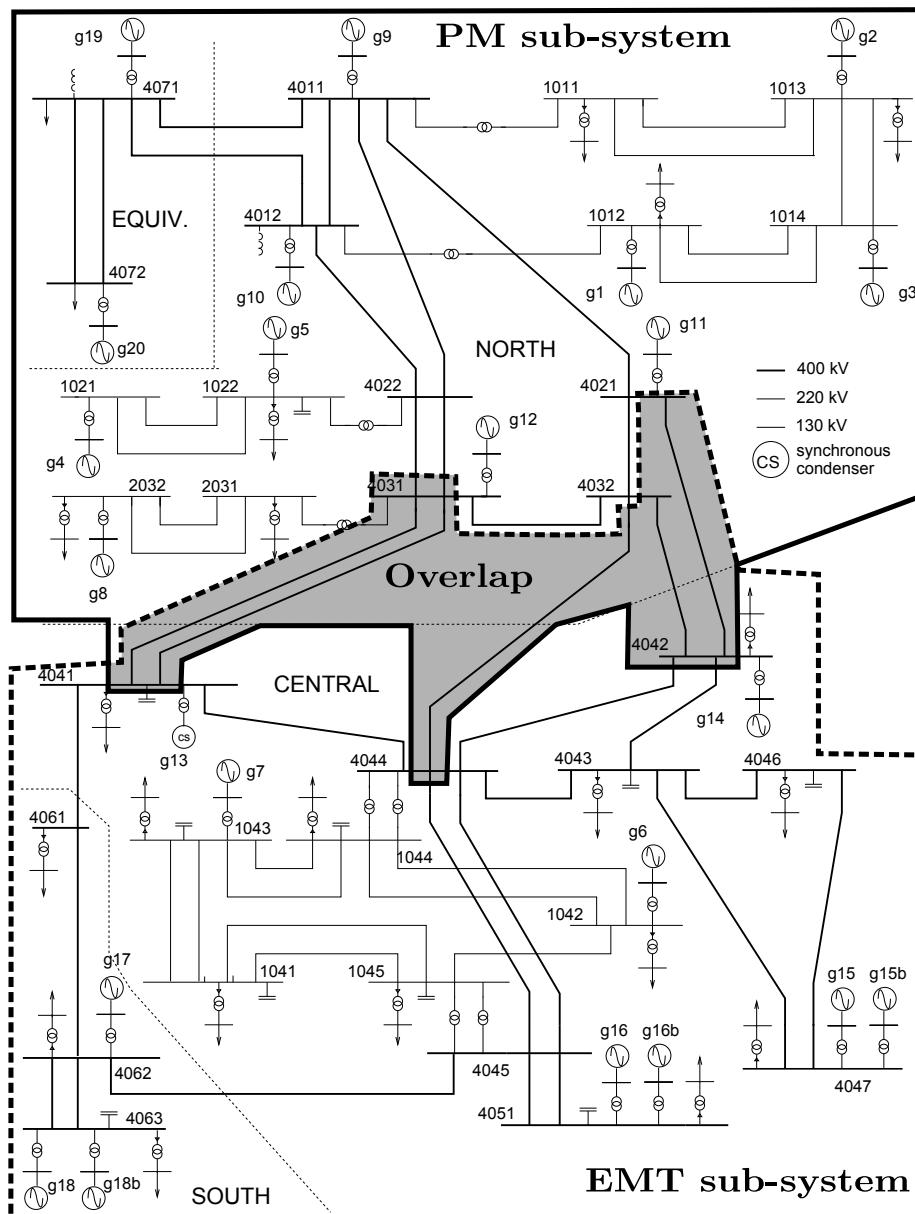 PM sub-system
g19
g9
g2
4071
4011
1011
1013
EQUIV.
4012
1012
1014
4072
g10
g1
g3
g20
g5
g11
NORTH
1021
1022
4022
4021
400 kV
220 kV
130 kV
CS synchronous
condenser
g12
g4
2032
2031
4031
4032
g8
Overlap
4041
4042
CENTRAL
g14
cs
g13
4044
4043
4046
g7
4061
1043
1044
g6
1042
g17
1041
1045
g15
g15b
g16
g16b
4062
4045
4047
4063
4051
g18
g18b
SOUTH
EMT sub-system